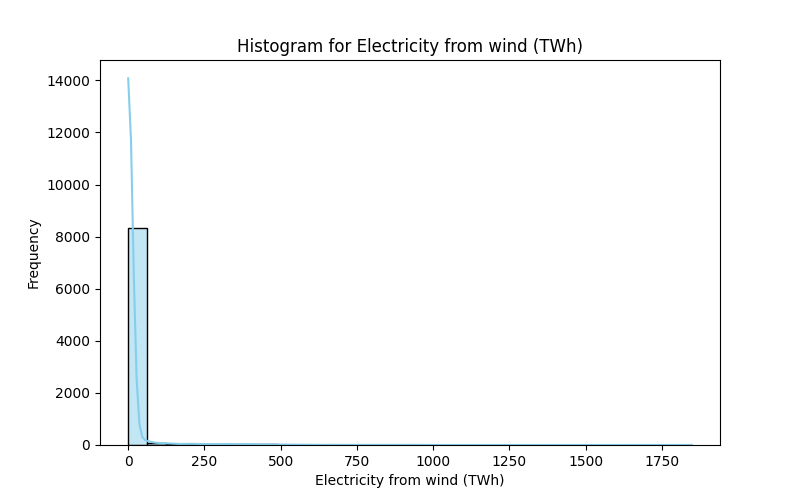 Histogram for Electricity from wind (TWh)
14000
12000
10000
8000
6000
4000
2000
0
Frequency
0 250 500 750 1000 1250 1500 1750
Electricity from wind (TWh)